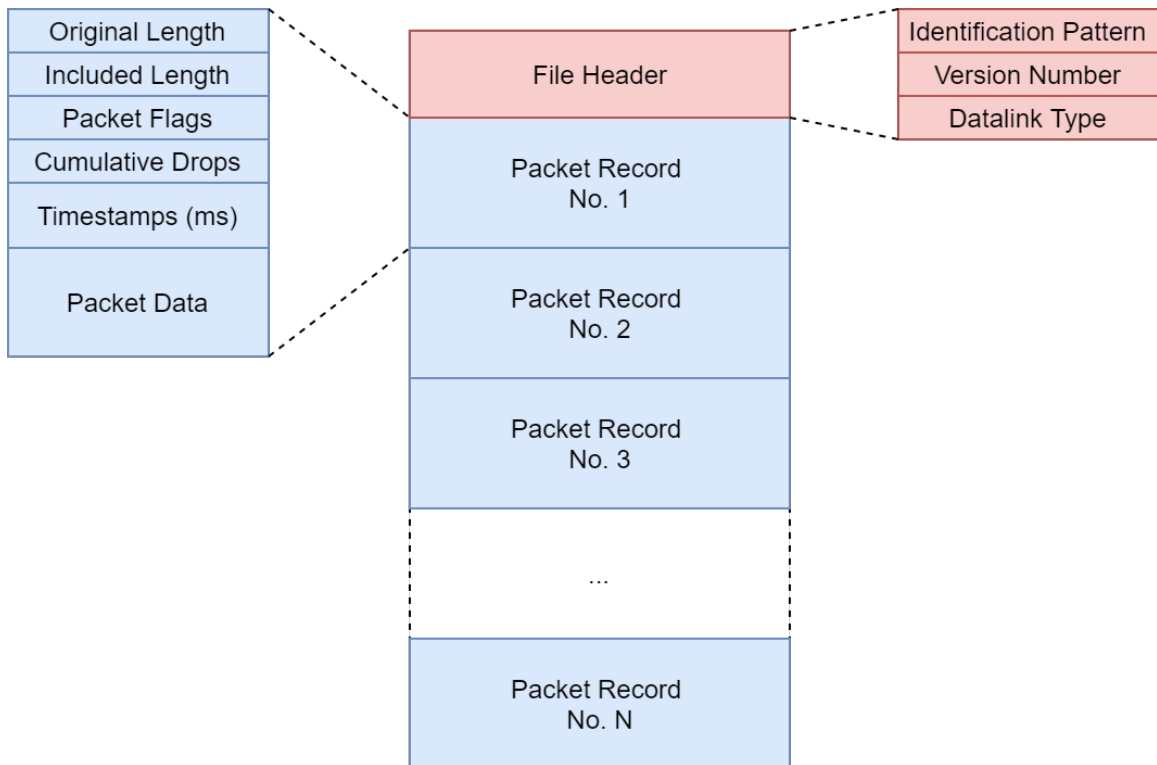 Original Length
Included Length
Packet Flags
Cumulative Drops
Timestamps (ms)
Packet Data
File Header
Packet Record
No. 1
Packet Record
No. 2
Packet Record
No. 3
...
Packet Record
No. N
Identification Pattern
Version Number
Datalink Type